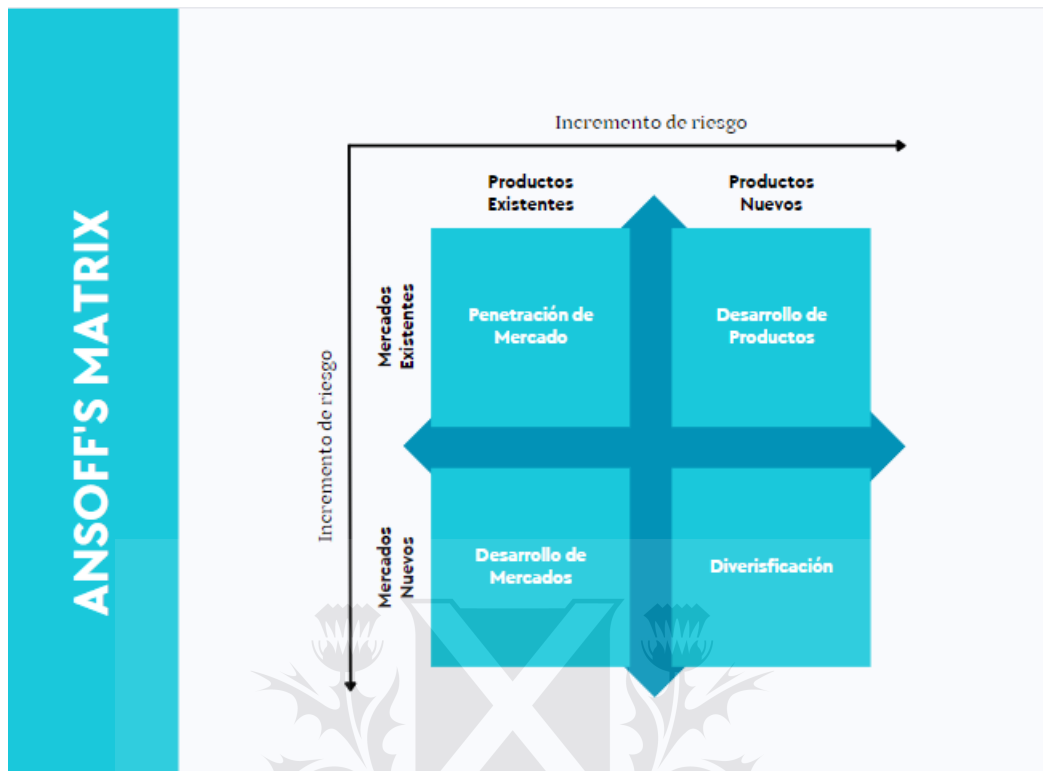 ANSOFF'S MATRIX
Incremento de riesgo
Productos
Existentes
Productos
Nuevos
Incremento de riesgo
Mercados
Existentes
Penetración de
Mercado
Desarrollo de
Productos
Mercados
Nuevos
Desarrollo de
Mercados
Diverisficación